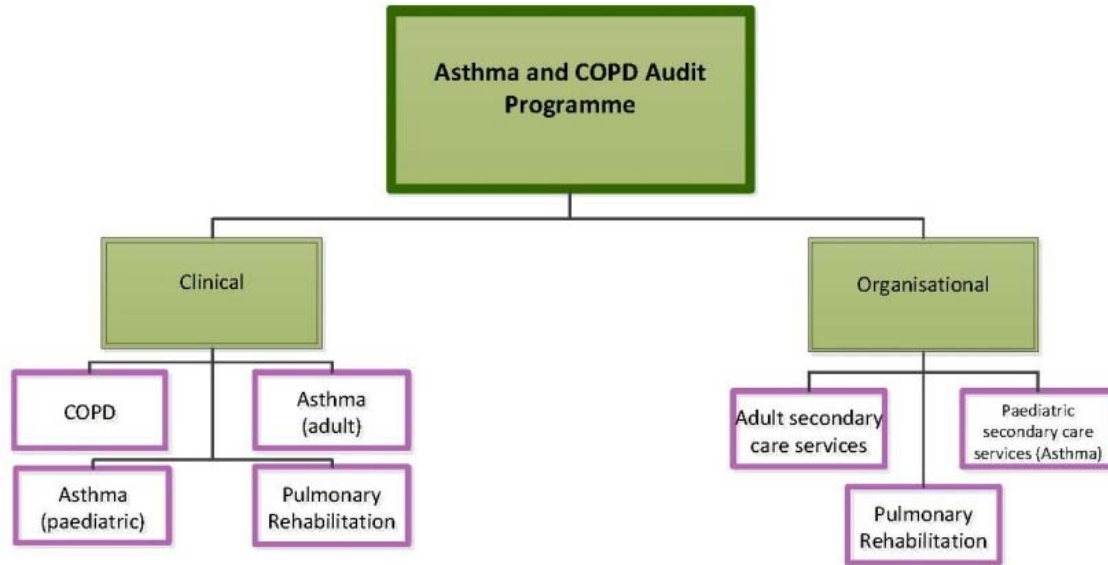 Asthma and COPD Audit
Programme
Clinical
Organisational
COPD
Asthma
(adult)
Asthma
(paediatric)
Pulmonary
Rehabilitation
Adult secondary
care services
Paediatric
secondary care
services (Asthma)
Pulmonary
Rehabilitation